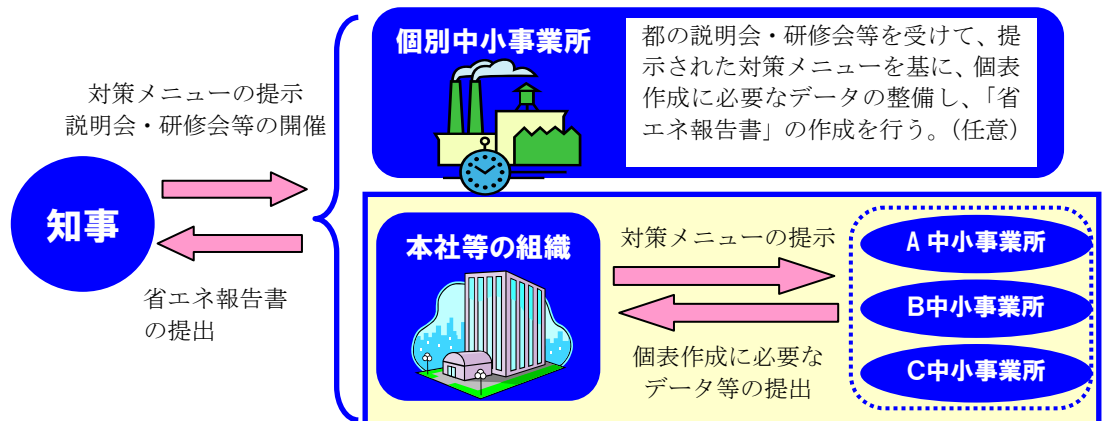 対策メニューの提示
説明会・研修会等の開催
知事
省エネ報告書
の提出
個別中小事業所
都の説明会・研修会等を受けて、提
示された対策メニューを基に、個表
作成に必要なデータの整備し、「省
エネ報告書」の作成を行う。（任意）
本社等の組織
対策メニューの提示
個表作成に必要な
データ等の提出
A 中小事業所
B中小事業所
C中小事業所